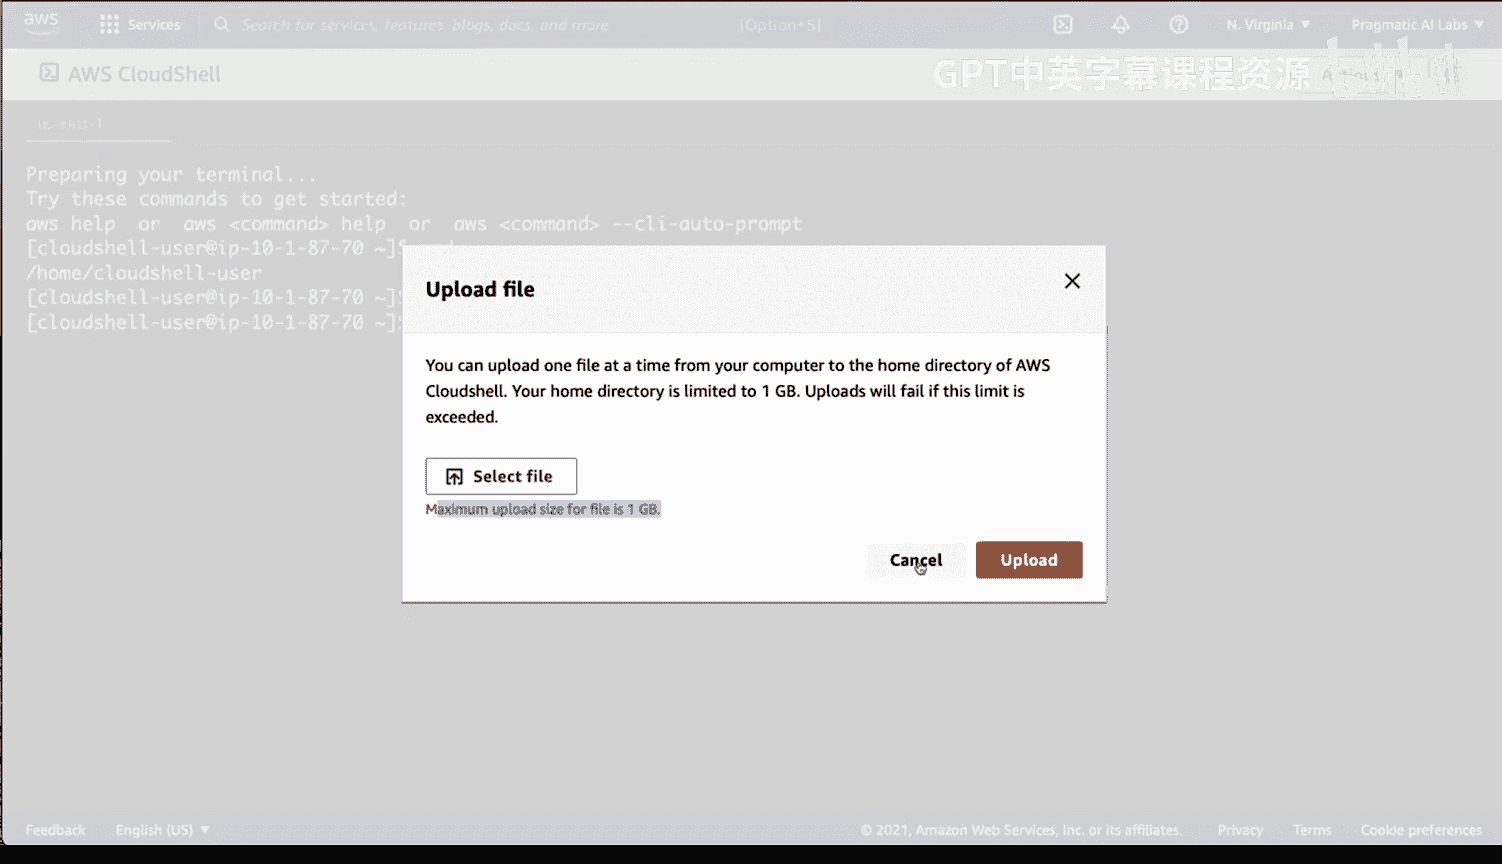 aws
Services
Search for services, features, blogs, docs, and more
[Option+S]
N. Virginia
Pragmatic AI Labs
AWS CloudShell
GPT中英字幕课程资源
Preparing your terminal...
Try these commands to get started:
aws help or aws <command> help or aws <command> --cli-auto-prompt
[cloudshell-user@ip-10-1-87-70 ~]$
/home/cloudshell-user
[cloudshell-user@ip-10-1-87-70 ~]$
[cloudshell-user@ip-10-1-87-70 ~]$
Upload file
You can upload one file at a time from your computer to the home directory of AWS
Cloudshell. Your home directory is limited to 1 GB. Uploads will fail if this limit is
exceeded.
Select file
Maximum upload size for file is 1 GB.
Cancel
Upload
Feedback
English (US)
© 2021, Amazon Web Services, Inc. or its affiliates.
Privacy
Terms
Cookie preferences